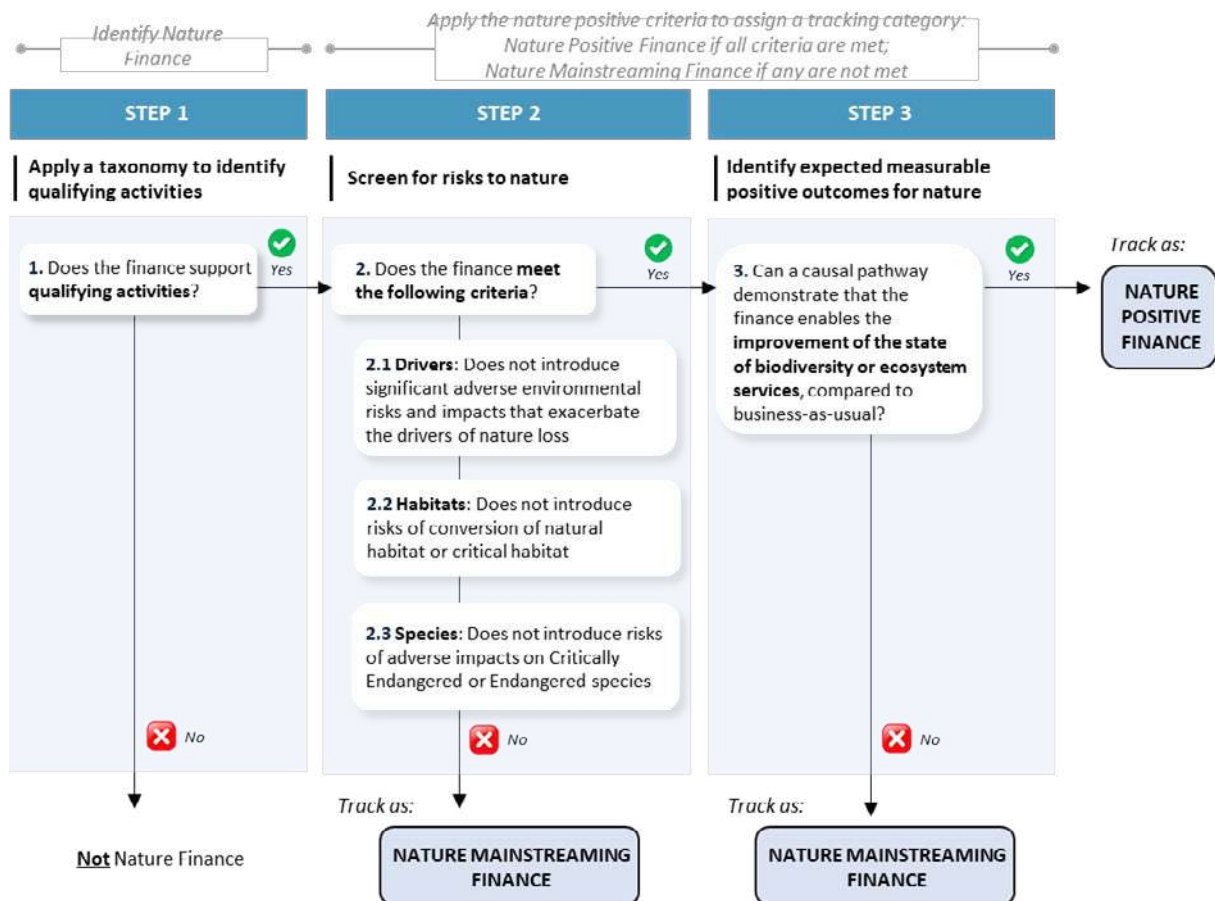 Identify Nature
Finance
Apply the nature positive criteria to assign a tracking category:
Nature Positive Finance if all criteria are met;
Nature Mainstreaming Finance if any are not met
STEP 1
STEP 2
STEP 3
Apply a taxonomy to identify
qualifying activities
Screen for risks to nature
Identify expected measurable
positive outcomes for nature
1. Does the finance support
qualifying activities?
Yes
2. Does the finance meet
the following criteria?
Yes
3. Can a causal pathway
demonstrate that the
finance enables the
improvement of the state
of biodiversity or ecosystem
services, compared to
business-as-usual?
Yes
Track as:
NATURE
POSITIVE
FINANCE
2.1 Drivers: Does not introduce
significant adverse environmental
risks and impacts that exacerbate
the drivers of nature loss
2.2 Habitats: Does not introduce
risks of conversion of natural
habitat or critical habitat
2.3 Species: Does not introduce risks
of adverse impacts on Critically
Endangered or Endangered species
No
No
No
Not Nature Finance
Track as:
NATURE MAINSTREAMING
FINANCE
Track as:
NATURE MAINSTREAMING
FINANCE